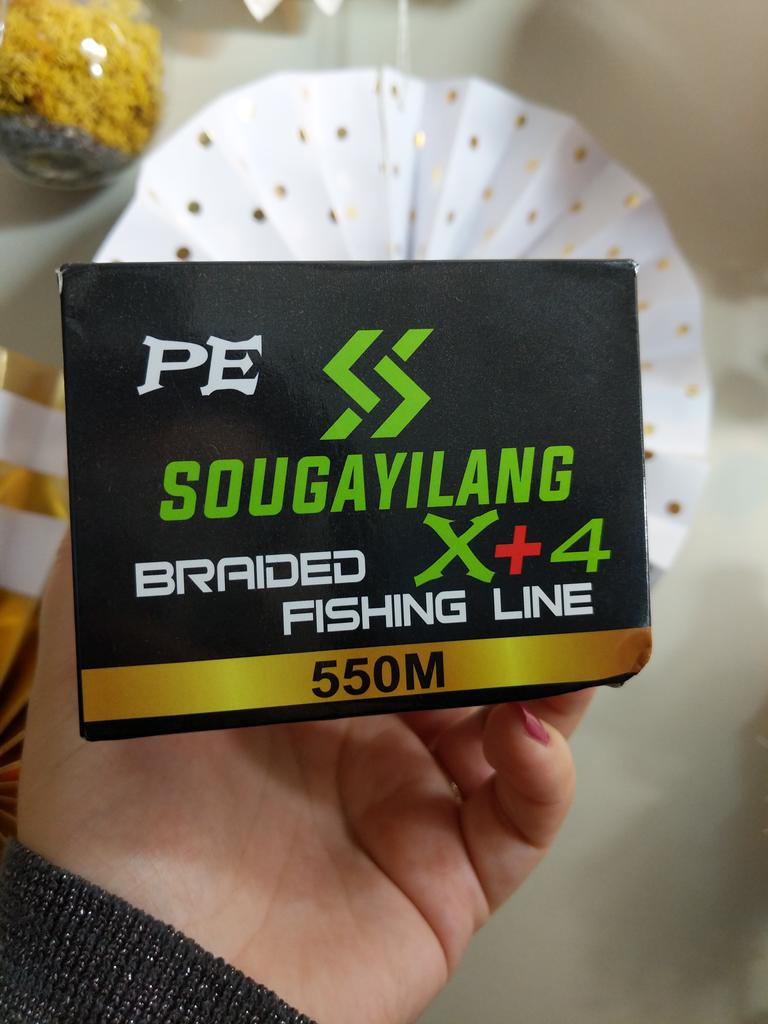 PE
SOUGAYILANG
X+4
BRAIDED
FISHING LINE
550M